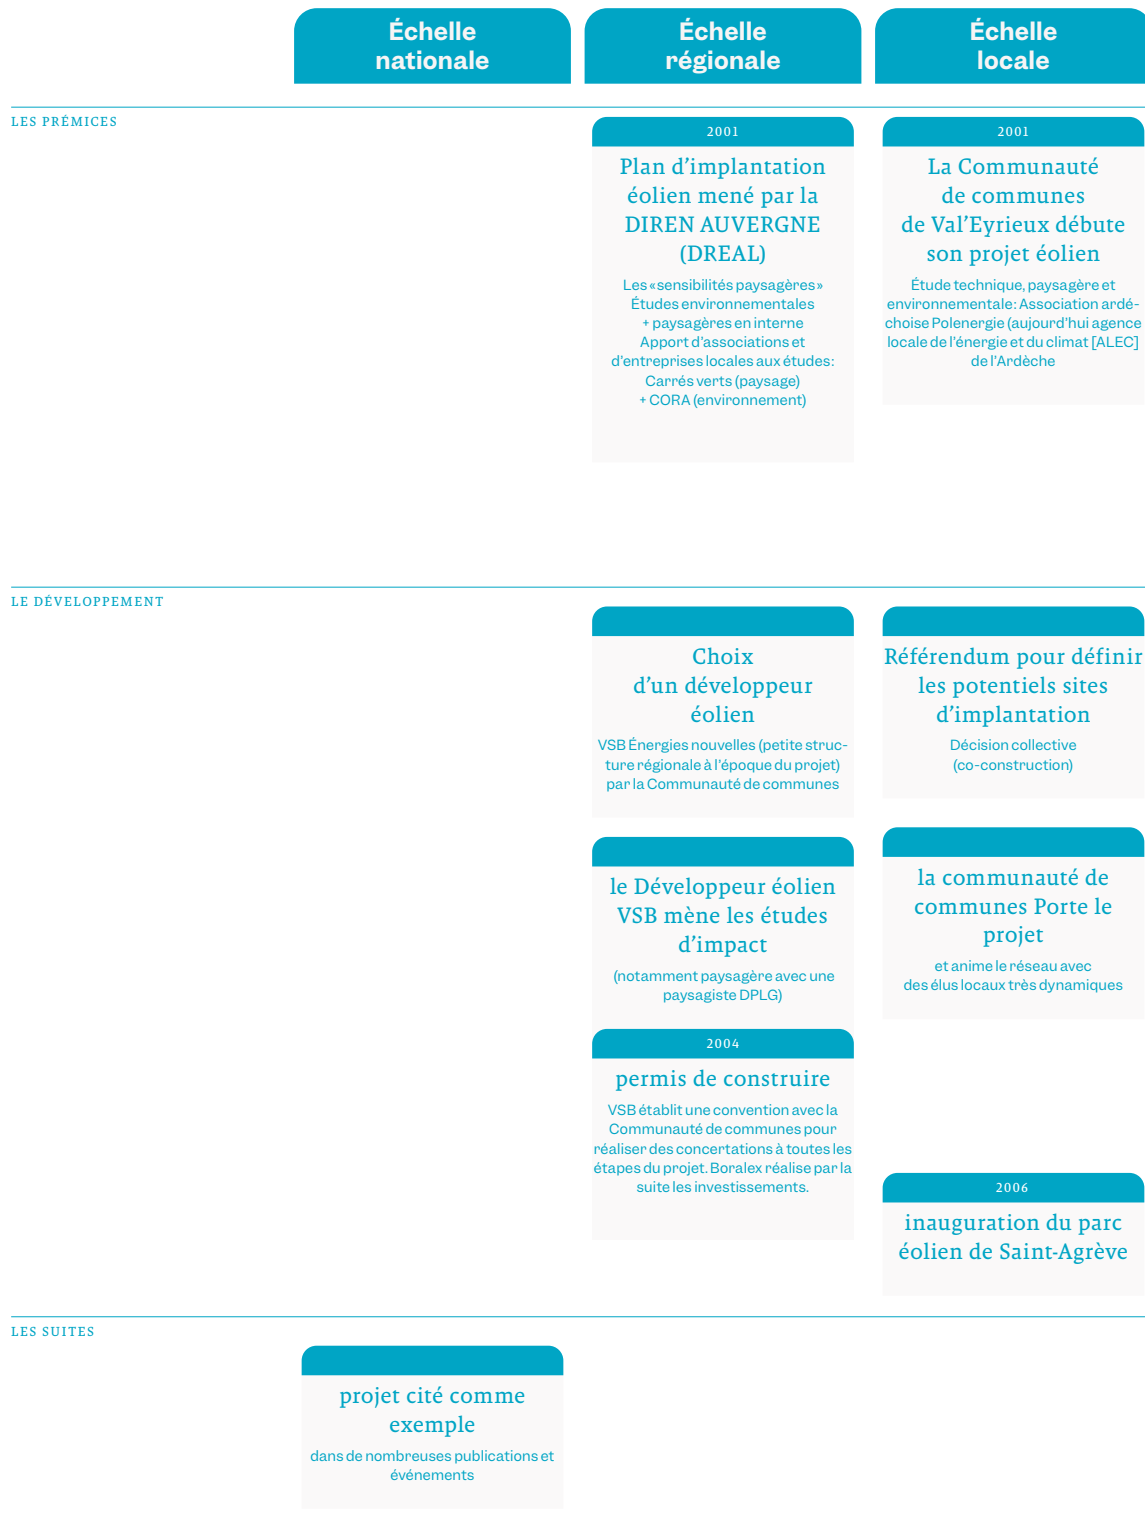 Échelle
nationale
Échelle
régionale
Échelle
locale
LES PRÉMICES
2001
Plan d’implantation
éolien mené par la
DIREN AUVERGNE
(DREAL)
Les «sensibilités paysagères»
Études environnementales
+ paysagères en interne
Apport d’associations et
d’entreprises locales aux études:
Carrés verts (paysage)
+ CORA (environnement)
2001
La Communauté
de communes
de Val’Eyrieux débute
son projet éolien
Étude technique, paysagère et
environnementale: Association ardé-
choise Polenergie (aujourd’hui agence
locale de l’énergie et du climat [ALEC]
de l’Ardèche
LE DÉVELOPPEMENT
Choix
d’un développeur
éolien
VSB Énergies nouvelles (petite struc-
ture régionale à l’époque du projet)
par la Communauté de communes
Référendum pour définir
les potentiels sites
d’implantation
Décision collective
(co-construction)
le Développeur éolien
VSB mène les études
d’impact
(notamment paysagère avec une
paysagiste DPLG)
la communauté de
communes Porte le
projet
et anime le réseau avec
des élus locaux très dynamiques
2004
permis de construire
VSB établit une convention avec la
Communauté de communes pour
réaliser des concertations à toutes les
étapes du projet. Boralex réalise par la
suite les investissements.
2006
inauguration du parc
éolien de Saint-Agrève
LES SUITES
projet cité comme
exemple
dans de nombreuses publications et
événements